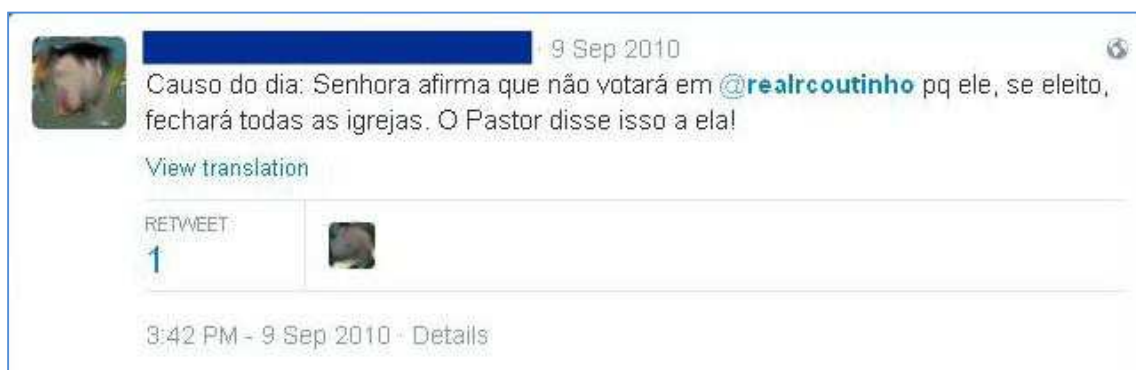 · 9 Sep 2010
Causo do dia: Senhora afirma que não votará em @realrcoutinho pq ele, se eleito,
fechará todas as igrejas. O Pastor disse isso a ela!
View translation
RETWEET
1
3:42 PM - 9 Sep 2010 · Details